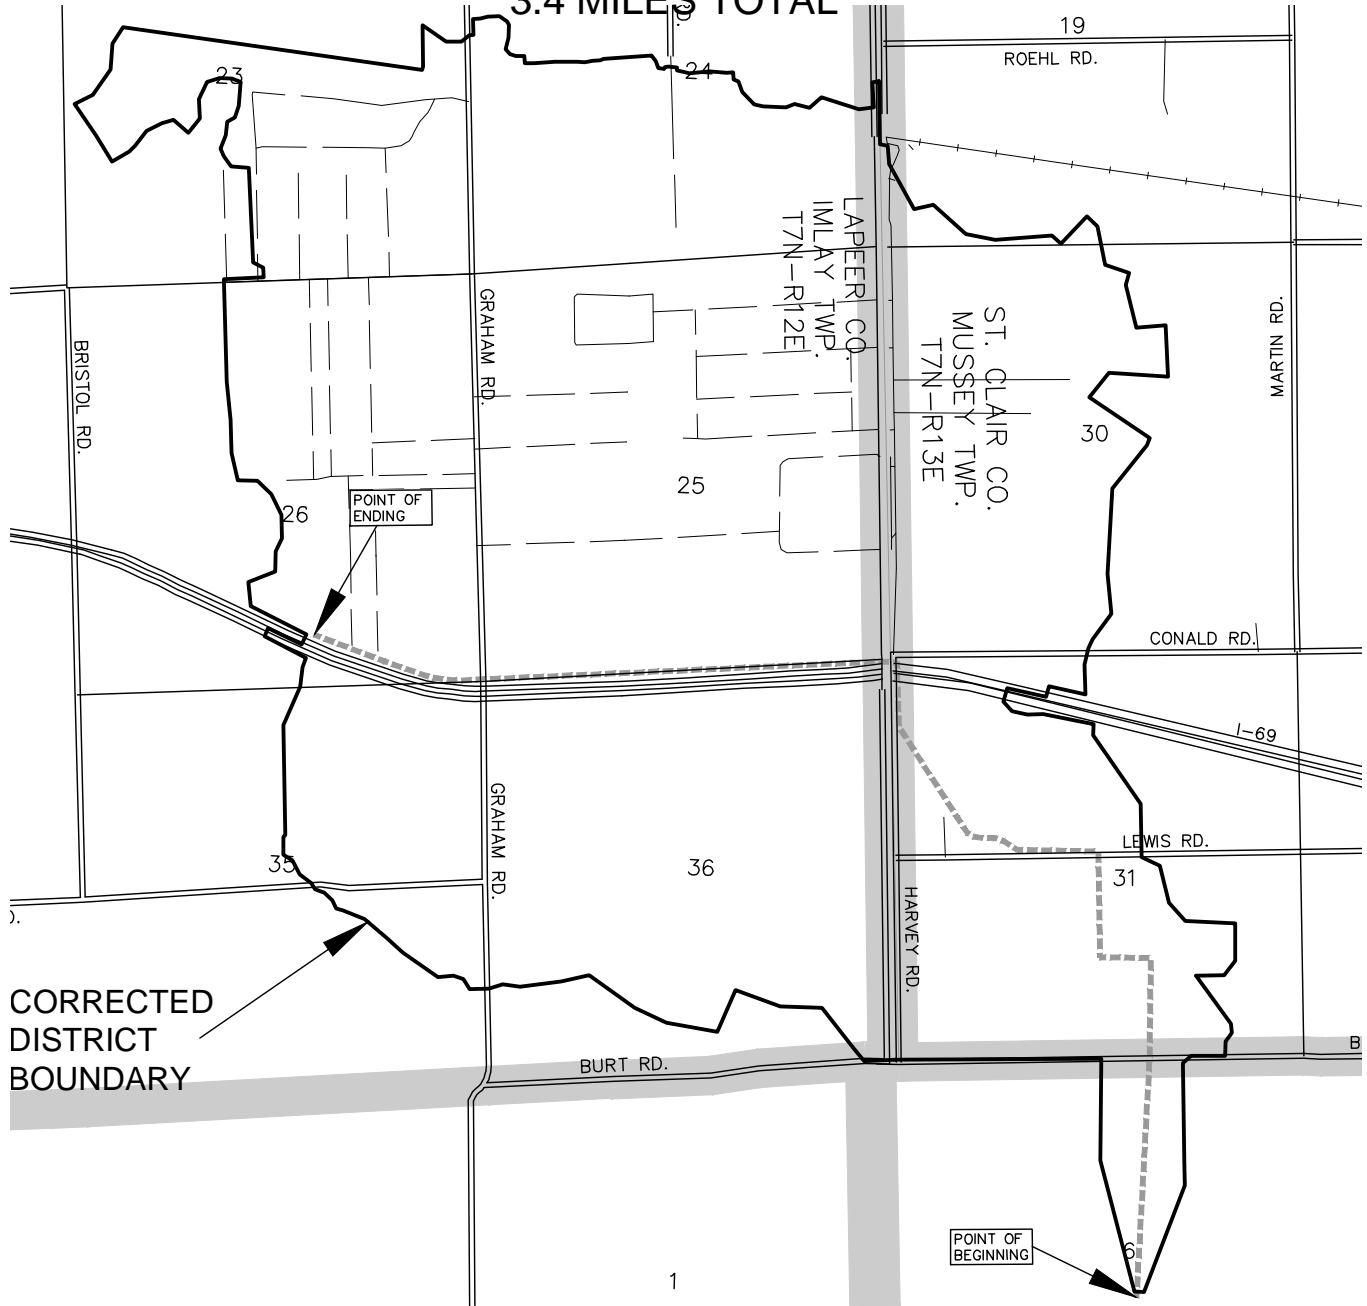 3.4 MILES TOTAL
19
ROEHL RD.
23
24
LAPEER CO.
IMLAY TWP.
T7N-R12E
ST. CLAIR CO.
MUSSEY TWP.
T7N-R13E
GRAHAM RD.
BRISTOL RD.
MARTIN RD.
30
25
26
POINT OF
ENDING
CONALD RD.
I-69
GRAHAM RD.
LEWIS RD.
35
36
31
HARVEY RD.
CORRECTED
DISTRICT
BOUNDARY
BURT RD.
B
POINT OF
BEGINNING
6
1